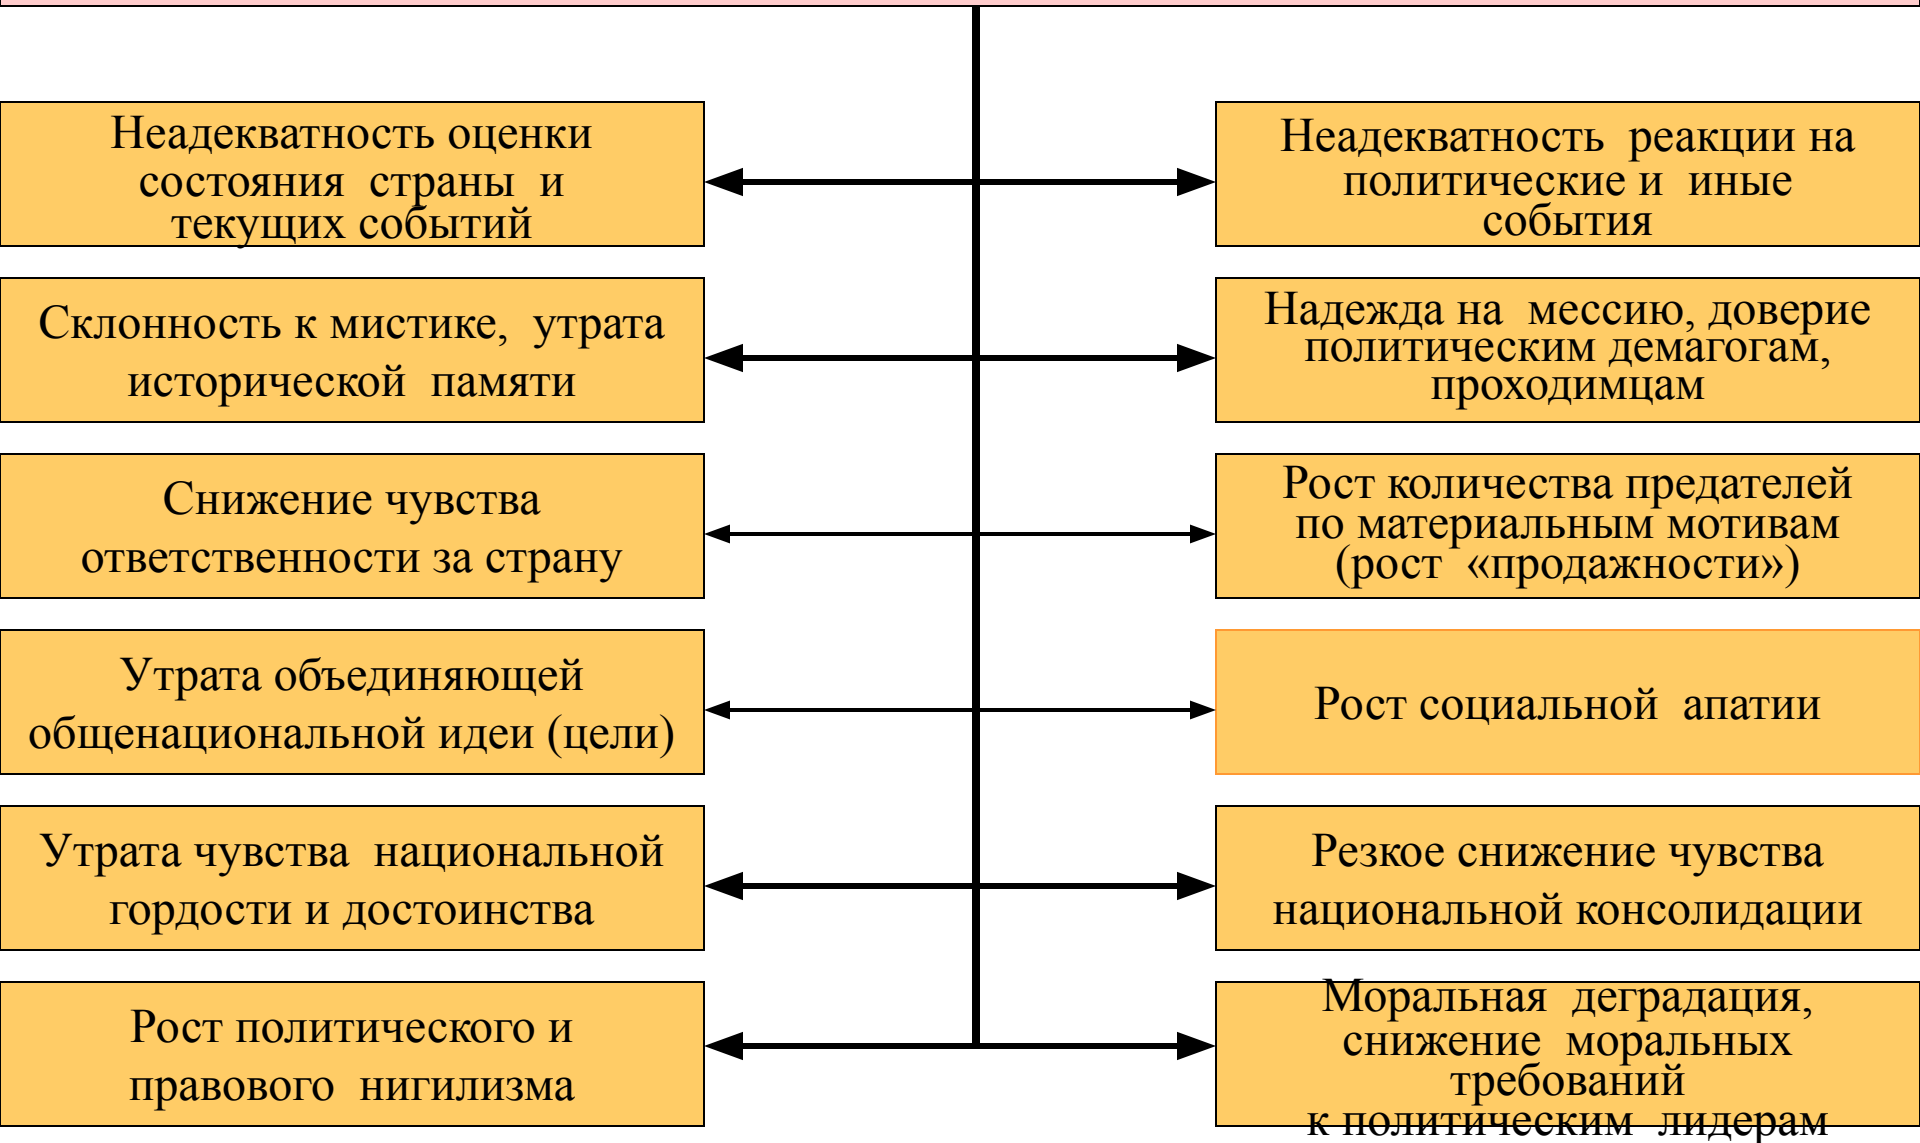 Неадекватность оценки
состояния страны и
текущих событий
Неадекватность реакции на
политические и иные
события
Склонность к мистике, утрата
исторической памяти
Надежда на мессию, доверие
политическим демагогам,
проходимцам
Снижение чувства
ответственности за страну
Рост количества предателей
по материальным мотивам
(рост «продажности»)
Утрата объединяющей
общенациональной идеи (цели)
Рост социальной апатии
Утрата чувства национальной
гордости и достоинства
Резкое снижение чувства
национальной консолидации
Рост политического и
правового нигилизма
Моральная деградация,
снижение моральных
требований
к политическим лидерам